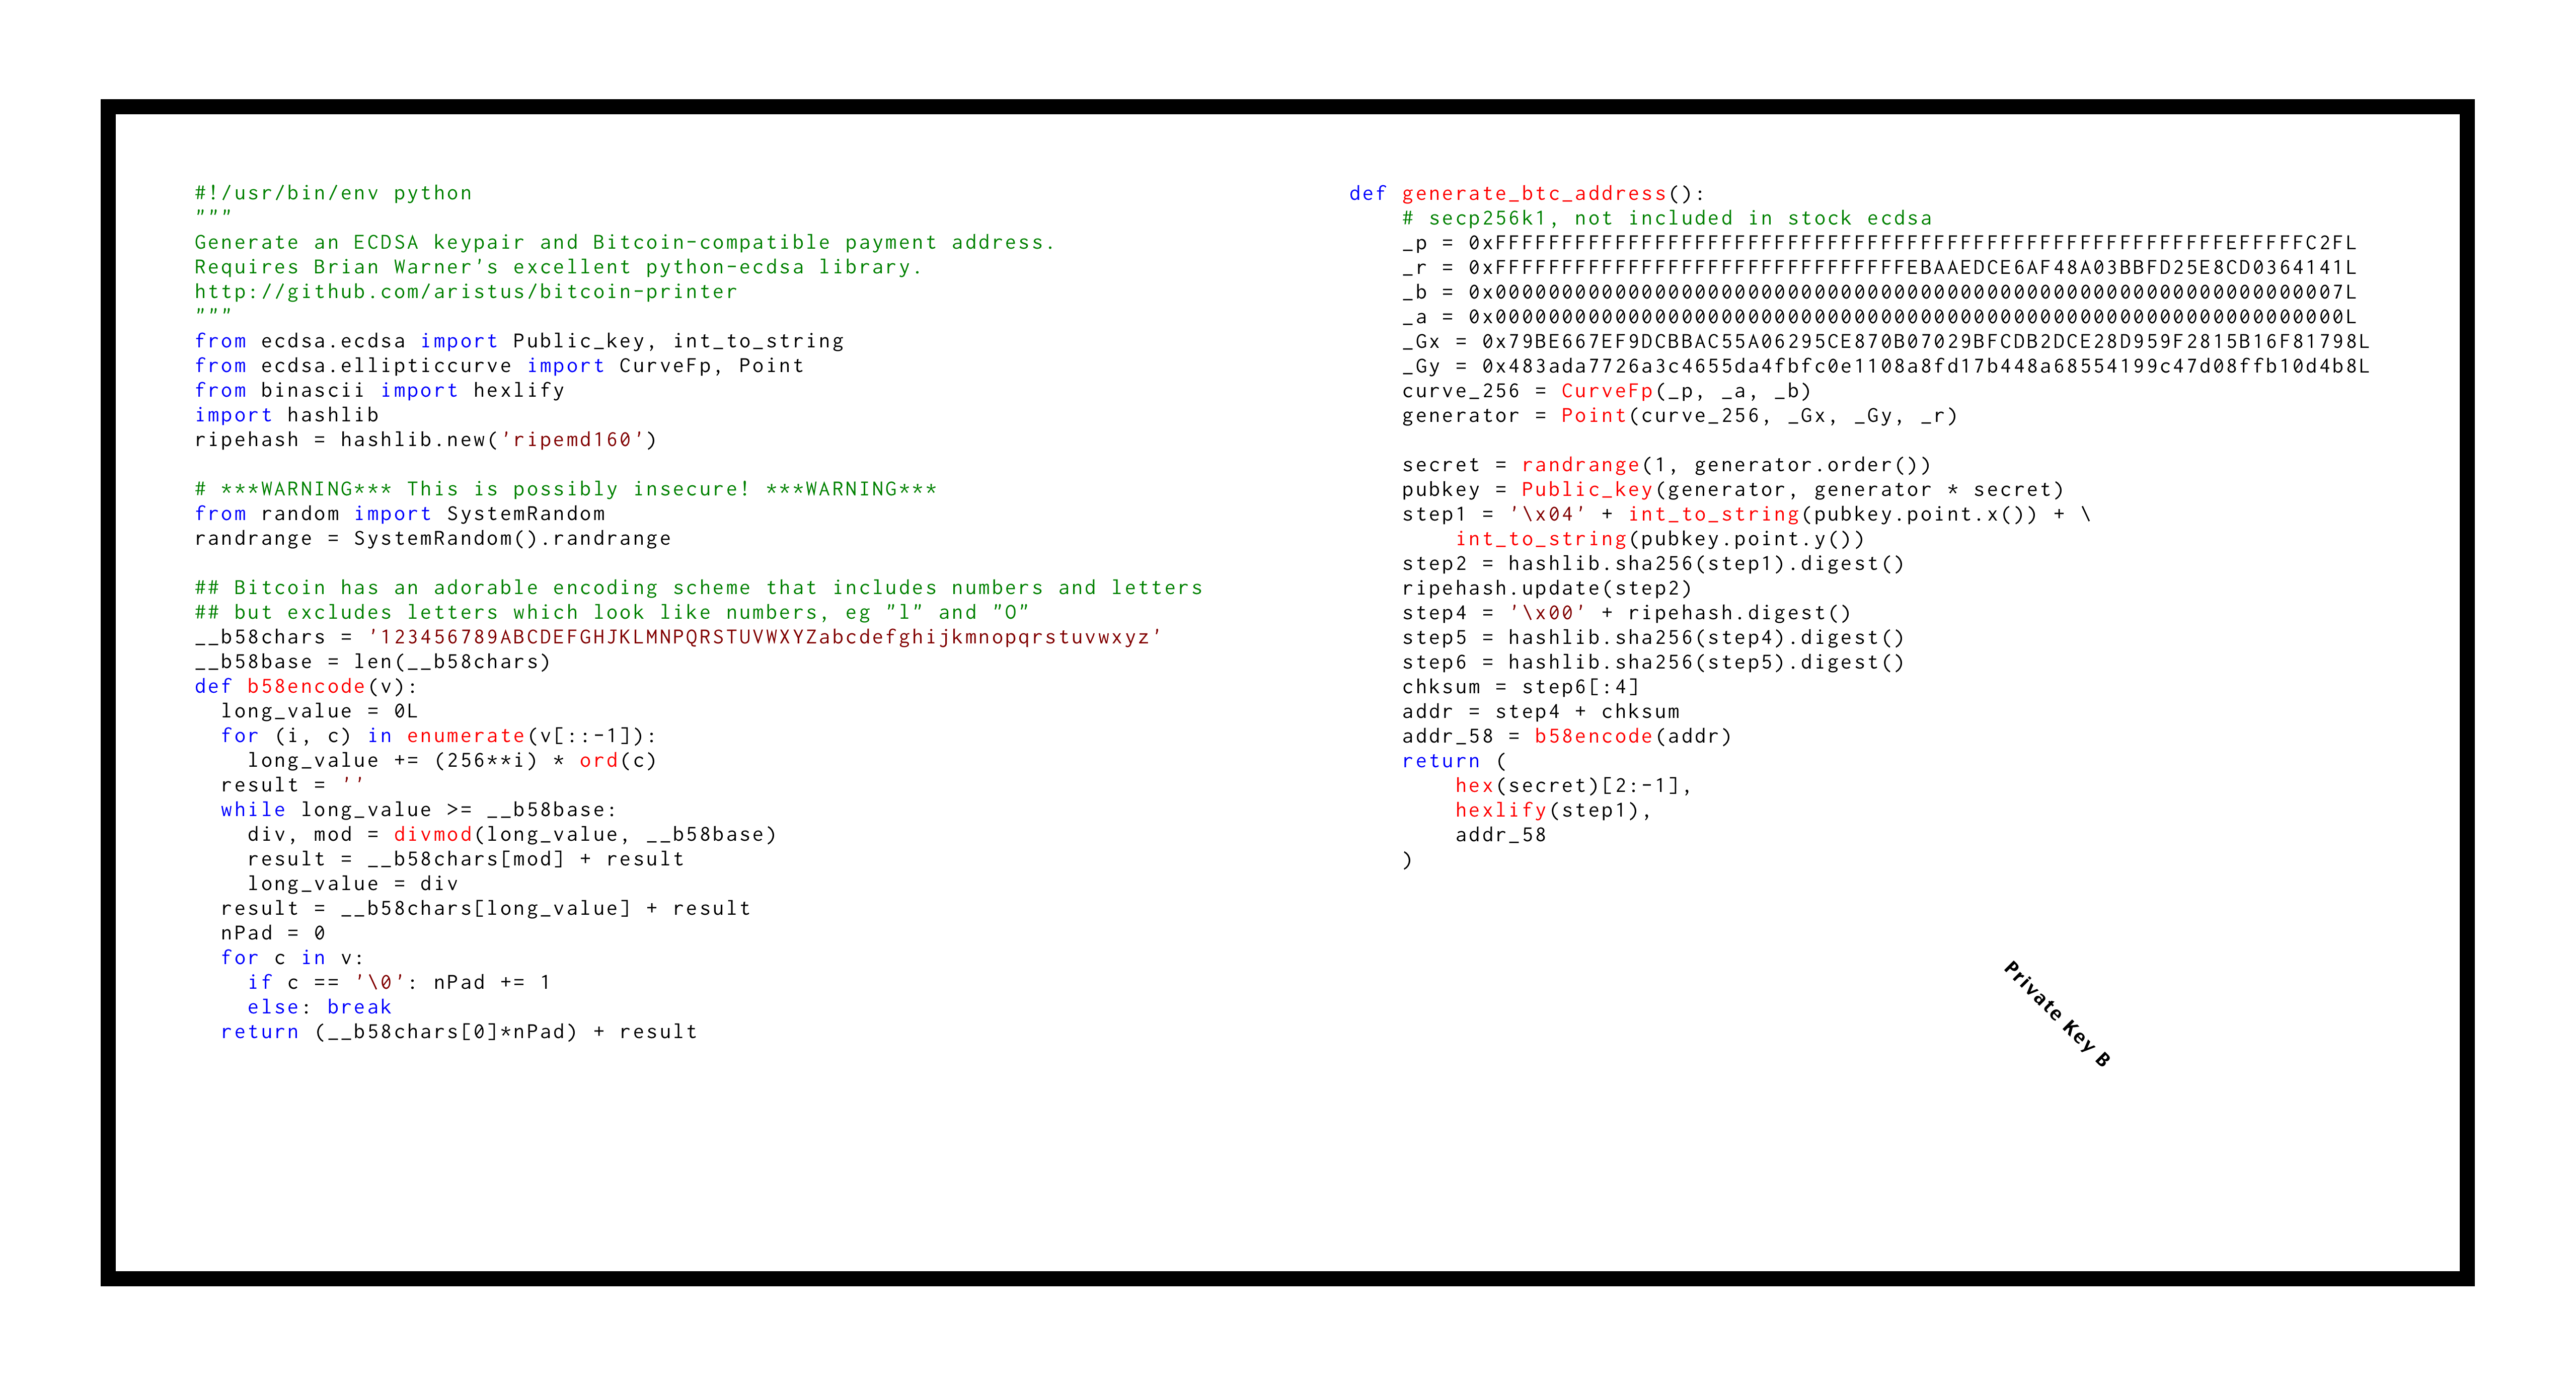 #!/usr/bin/env python
"""
Generate an ECDSA keypair and Bitcoin-compatible payment address.
Requires Brian Warner's excellent python-ecdsa library.
http://github.com/aristus/bitcoin-printer
"""
from ecdsa.ecdsa import Public_key, int_to_string
from ecdsa.ellipticcurve import CurveFp, Point
from binascii import hexlify
import hashlib
ripehash = hashlib.new('ripemd160')
# ***WARNING*** This is possibly insecure! ***WARNING***
from random import SystemRandom
randrange = SystemRandom().randrange
## Bitcoin has an adorable encoding scheme that includes numbers and letters
## but excludes letters which look like numbers, eg "l" and "O"
__b58chars = '123456789ABCDEFGHJKLMNPQRSTUVWXYZabcdefghijkmnopqrstuvwxyz'
__b58base = len(__b58chars)
def b58encode(v):
  long_value = 0L
  for (i, c) in enumerate(v[::-1]):
    long_value += (256**i) * ord(c)
  result = ''
  while long_value >= __b58base:
    div, mod = divmod(long_value, __b58base)
    result = __b58chars[mod] + result
    long_value = div
  result = __b58chars[long_value] + result
  nPad = 0
  for c in v:
    if c == '\0': nPad += 1
    else: break
  return (__b58chars[0]*nPad) + result
def generate_btc_address():
    # secp256k1, not included in stock ecdsa
    _p = 0xFFFFFFFFFFFFFFFFFFFFFFFFFFFFFFFFFFFFFFFFFFFFFFFFFFFFFFFEFFFFFC2FL
    _r = 0xFFFFFFFFFFFFFFFFFFFFFFFFFFFFFFFEBAAEDCE6AF48A03BBFD25E8CD0364141L
    _b = 0x0000000000000000000000000000000000000000000000000000000000000007L
    _a = 0x0000000000000000000000000000000000000000000000000000000000000000L
    _Gx = 0x79BE667EF9DCBBAC55A06295CE870B07029BFCDB2DCE28D959F2815B16F81798L
    _Gy = 0x483ada7726a3c4655da4fbfc0e1108a8fd17b448a68554199c47d08ffb10d4b8L
    curve_256 = CurveFp(_p, _a, _b)
    generator = Point(curve_256, _Gx, _Gy, _r)
    secret = randrange(1, generator.order())
    pubkey = Public_key(generator, generator * secret)
    step1 = '\x04' + int_to_string(pubkey.point.x()) + \
        int_to_string(pubkey.point.y())
    step2 = hashlib.sha256(step1).digest()
    ripehash.update(step2)
    step4 = '\x00' + ripehash.digest()
    step5 = hashlib.sha256(step4).digest()
    step6 = hashlib.sha256(step5).digest()
    chksum = step6[:4]
    addr = step4 + chksum
    addr_58 = b58encode(addr)
    return (
        hex(secret)[2:-1],
        hexlify(step1),
        addr_58
    )
Private Key B